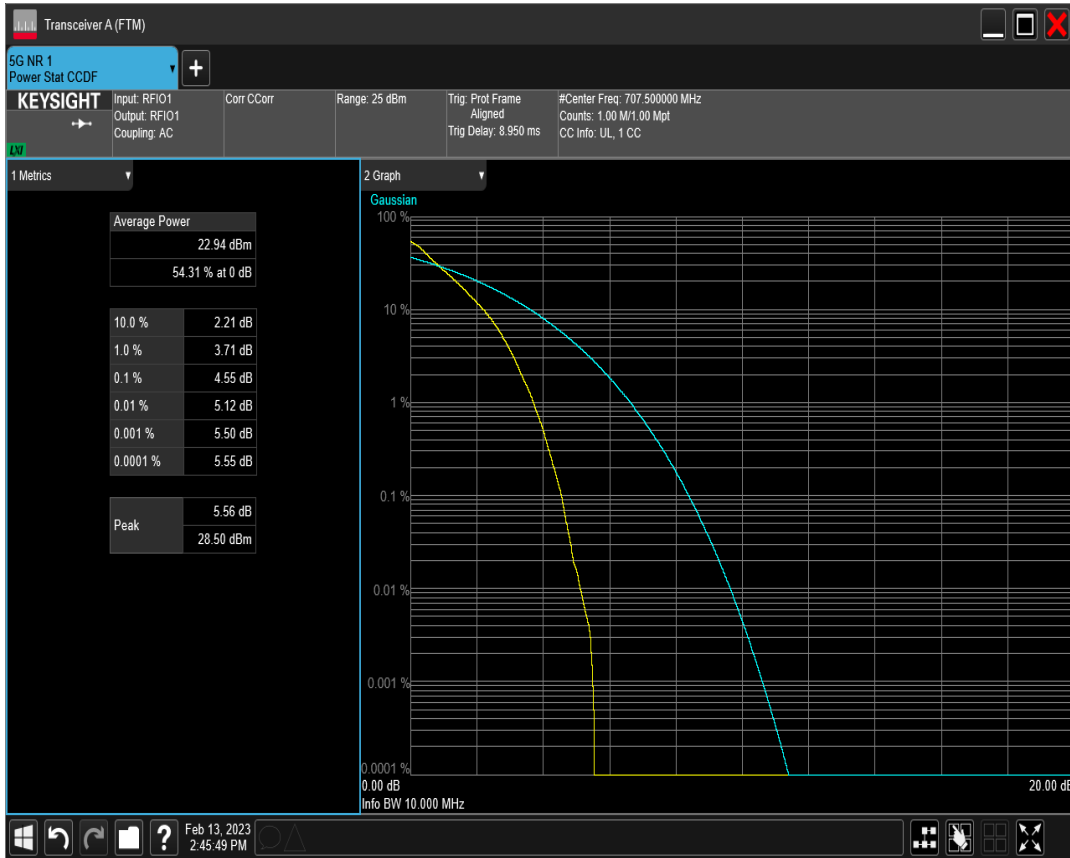 Transceiver A (FTM)
5G NR 1
Power Stat CCDF
+
KEYSIGHT
LXI
Input: RFIO1
Output: RFIO1
Coupling: AC
Corr CCorr
Range: 25 dBm
Trig: Prot Frame
Aligned
Trig Delay: 8.950 ms
#Center Freq: 707.500000 MHz
Counts: 1.00 M/1.00 Mpt
CC Info: UL, 1 CC
1 Metrics
Average Power
22.94 dBm
54.31 % at 0 dB
10.0 % 2.21 dB
1.0 % 3.71 dB
0.1 % 4.55 dB
0.01 % 5.12 dB
0.001 % 5.50 dB
0.0001 % 5.55 dB
Peak
5.56 dB
28.50 dBm
2 Graph
Gaussian
100 %
10 %
1 %
0.1 %
0.01 %
0.001 %
0.0001 %
0.00 dB 20.00 dB
Info BW 10.000 MHz
?
Feb 13, 2023
2:45:49 PM